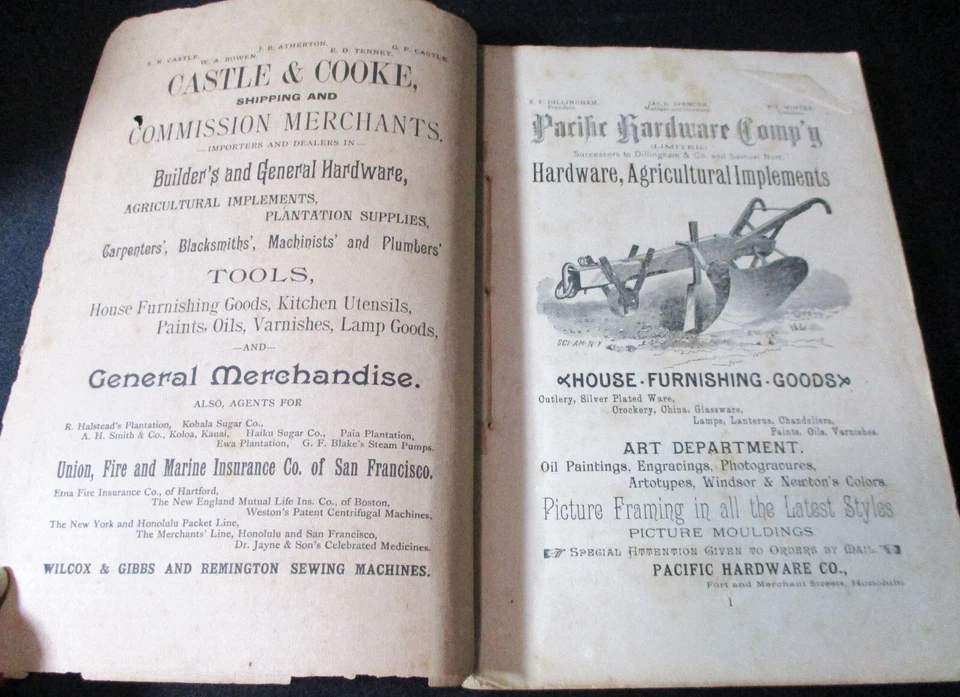 S. N. CASTLE. W. A. BOWEN. J. B. ATHERTON. E. D. TENNEY. G. P. CASTLE.
CASTLE & COOKE,
SHIPPING AND
COMMISSION MERCHANTS.
—IMPORTERS AND DEALERS IN—
Builder's and General Hardware,
AGRICULTURAL IMPLEMENTS,
PLANTATION SUPPLIES,
Carpenters', Blacksmiths', Machinists' and Plumbers'
TOOLS,
House Furnishing Goods, Kitchen Utensils,
Paints, Oils, Varnishes, Lamp Goods,
—AND—
General Merchandise.
ALSO, AGENTS FOR
R. Halstead's Plantation, Kohala Sugar Co.,
A. H. Smith & Co., Koloa, Kauai, Haiku Sugar Co., Paia Plantation,
Ewa Plantation, G. F. Blake's Steam Pumps.
Union, Fire and Marine Insurance Co. of San Francisco,
Etna Fire Insurance Co., of Hartford,
The New England Mutual Life Ins. Co., of Boston,
Weston's Patent Centrifugal Machines,
The New York and Honolulu Packet Line,
The Merchants' Line, Honolulu and San Francisco,
Dr. Jayne & Son's Celebrated Medicines.
WILCOX & GIBBS AND REMINGTON SEWING MACHINES.
B. F. DILLINGHAM, JAS. G. SPENCER,
President.
Pacific Hardware Comp'y
(LIMITED)
Successors to Dillingham & Co. and Samuel Nott.
Hardware, Agricultural Implements
SCI-AM-N Y
HOUSE·FURNISHING·GOODS
Cutlery, Silver Plated Ware,
Crockery, China, Glassware,
Lamps, Lanterns, Chandeliers,
Paints, Oils, Varnishes.
ART DEPARTMENT.
Oil Paintings, Engracings, Photogravures,
Artotypes, Windsor & Newton's Colors.
Picture Framing in all the Latest Styles
PICTURE MOULDINGS.
SPECIAL ATTENTION GIVEN TO ORDERS BY MAIL.
PACIFIC HARDWARE CO.,
Fort and Merchant Streets, Honolulu
1